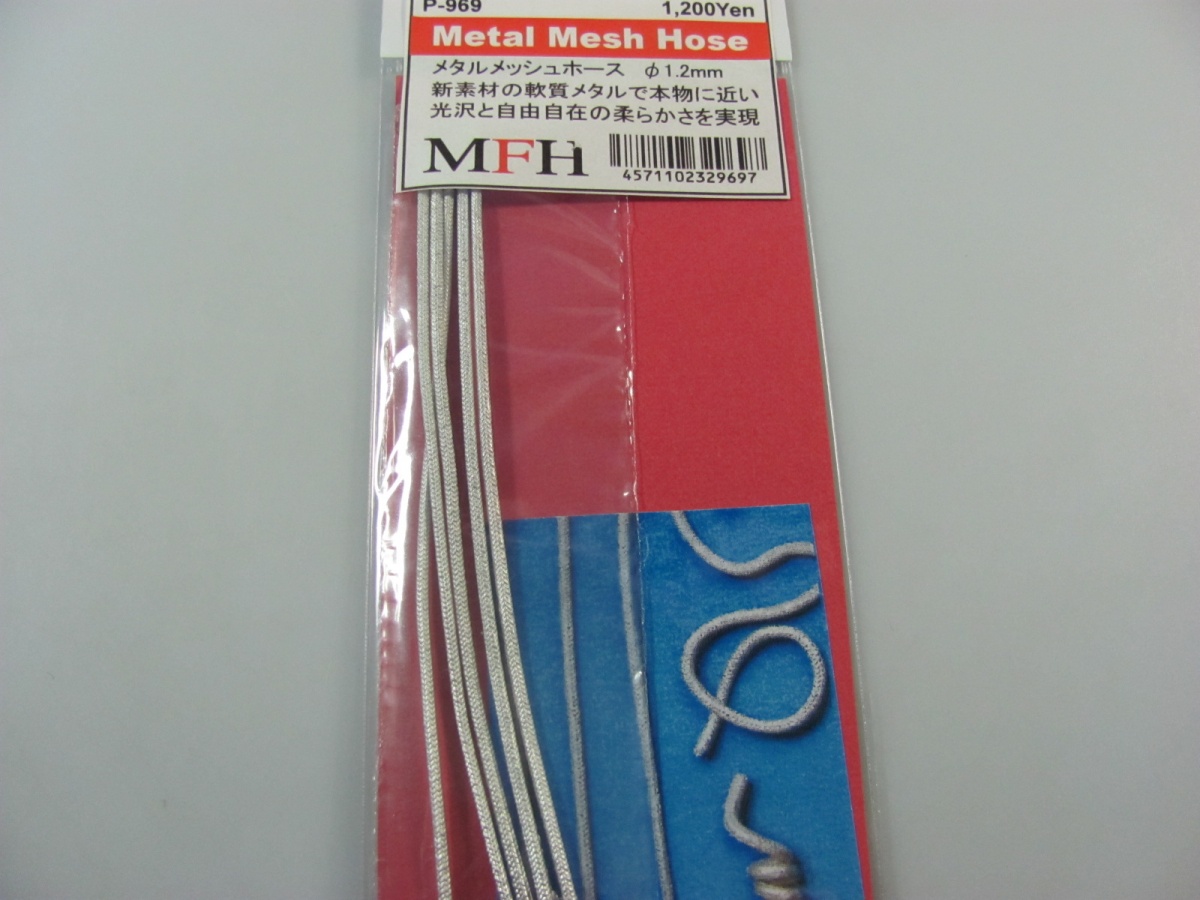 P-969 1,200Yen
Metal Mesh Hose
メタルメッシュホース φ1.2mm
新素材の軟質メタルで本物に近い
光沢と自由自在の柔らかさを実現
MFH
4571102329697